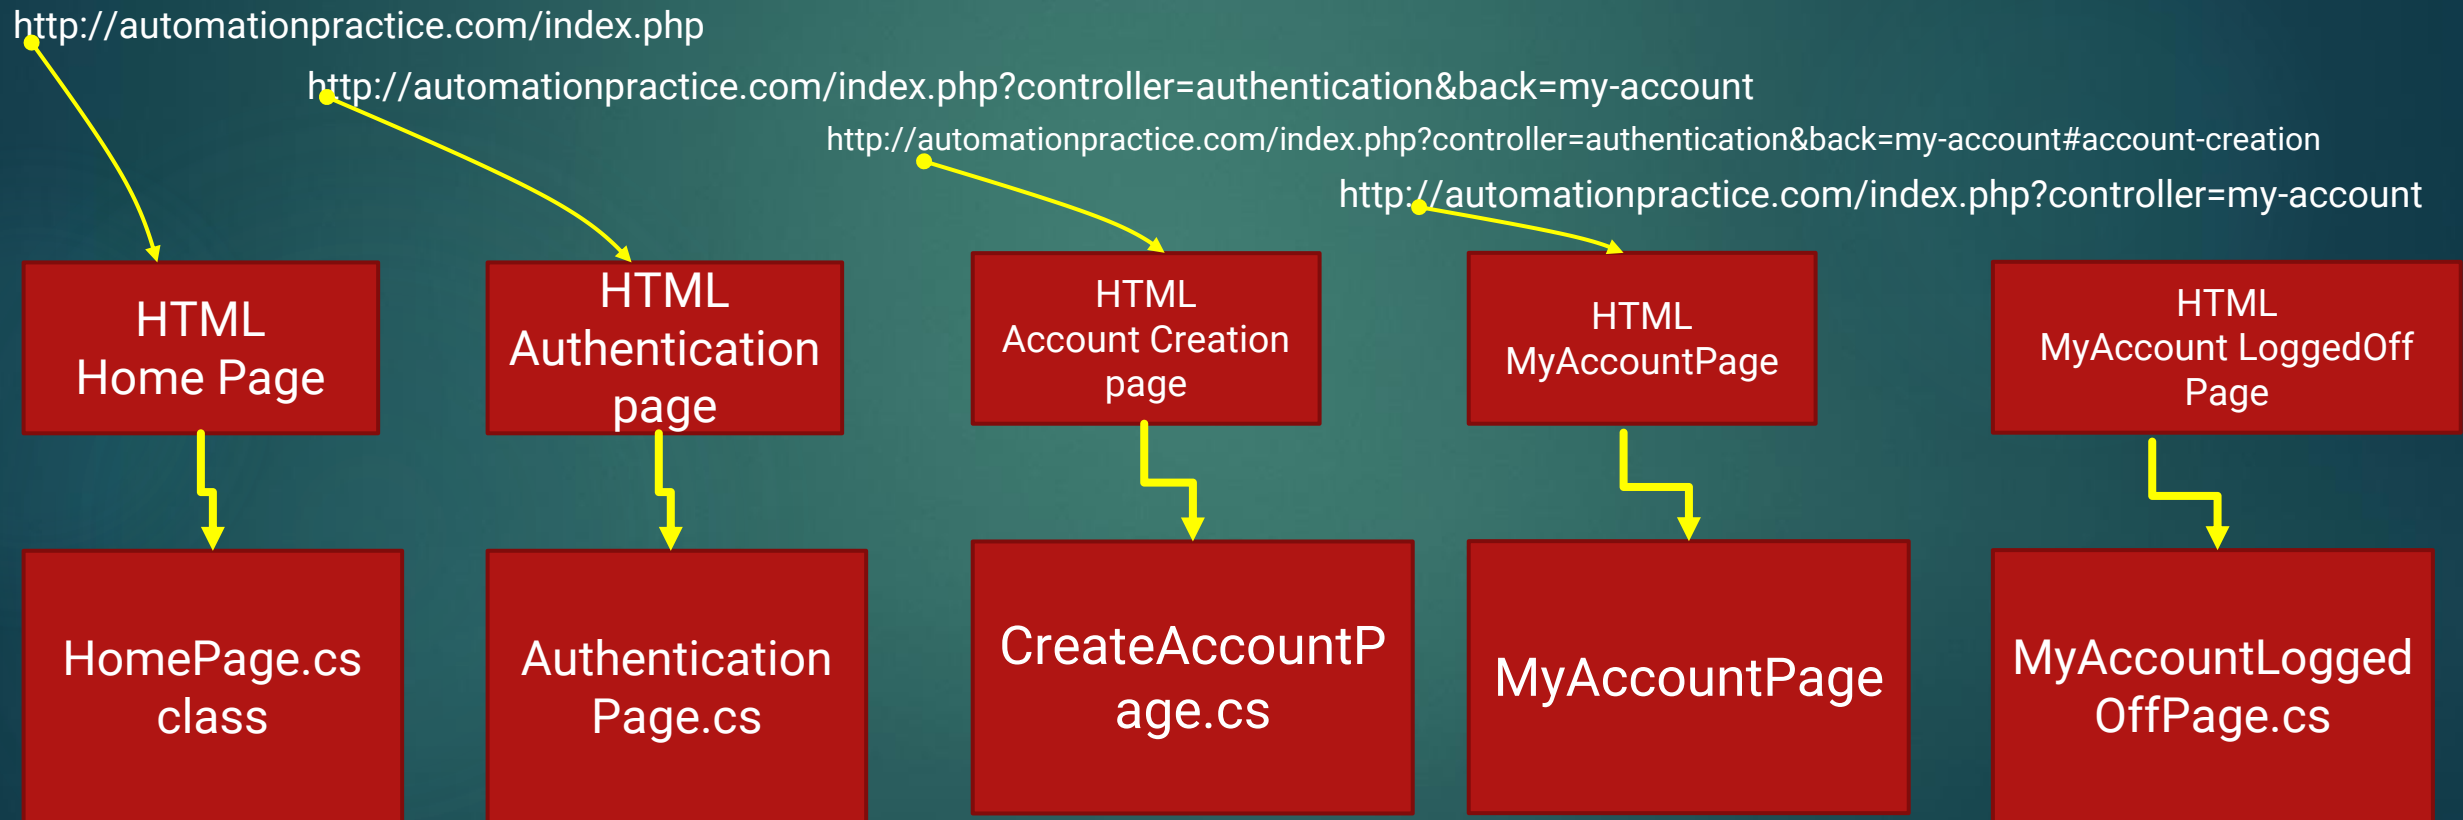 http://automationpractice.com/index.php
http://automationpractice.com/index.php?controller=authentication&back=my-account
http://automationpractice.com/index.php?controller=authentication&back=my-account#account-creation
http://automationpractice.com/index.php?controller=my-account
HTML
Home Page
HTML
Authentication
page
HTML
Account Creation
page
HTML
MyAccountPage
HTML
MyAccount LoggedOff
Page
HomePage.cs
class
Authentication
Page.cs
CreateAccountP
age.cs
MyAccountPage
MyAccountLogged
OffPage.cs